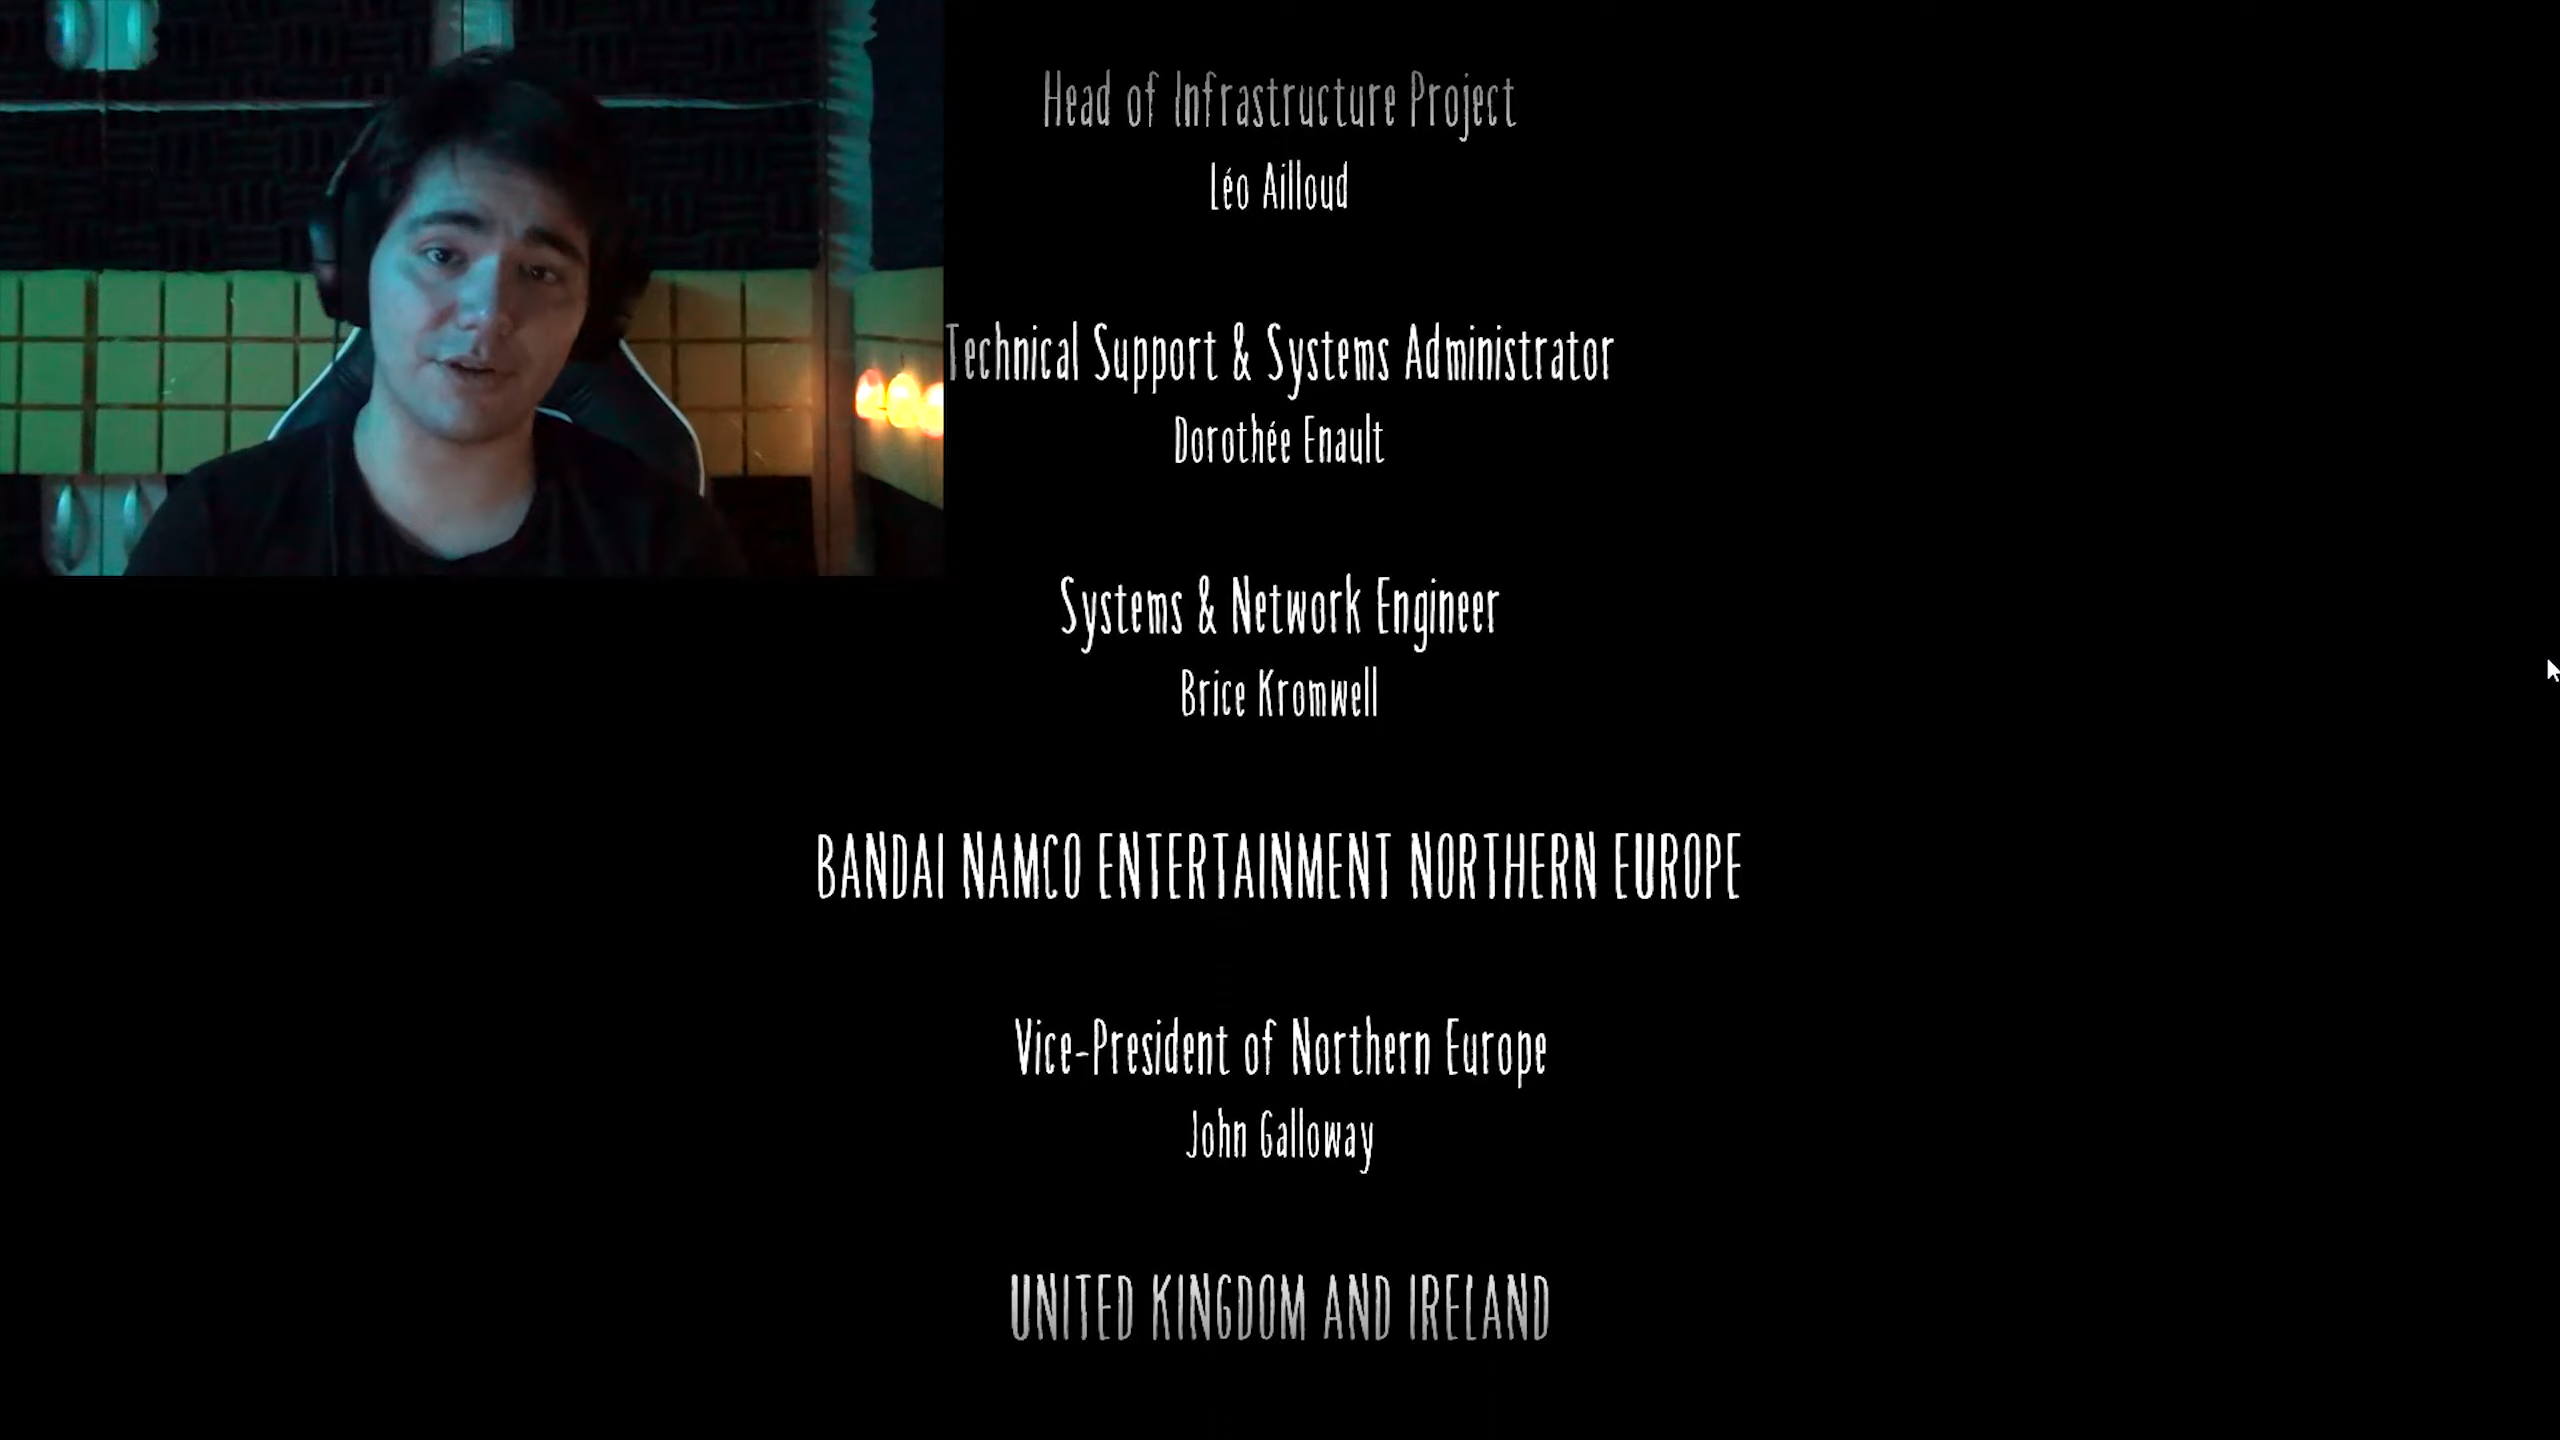 Head of Infrastructure Project
Léo Ailloud
Technical Support & Systems Administrator
Dorothée Enault
Systems & Network Engineer
Brice Kromwell
BANDAI NAMCO ENTERTAINMENT NORTHERN EUROPE
Vice-President of Northern Europe
John Galloway
UNITED KINGDOM AND IRELAND